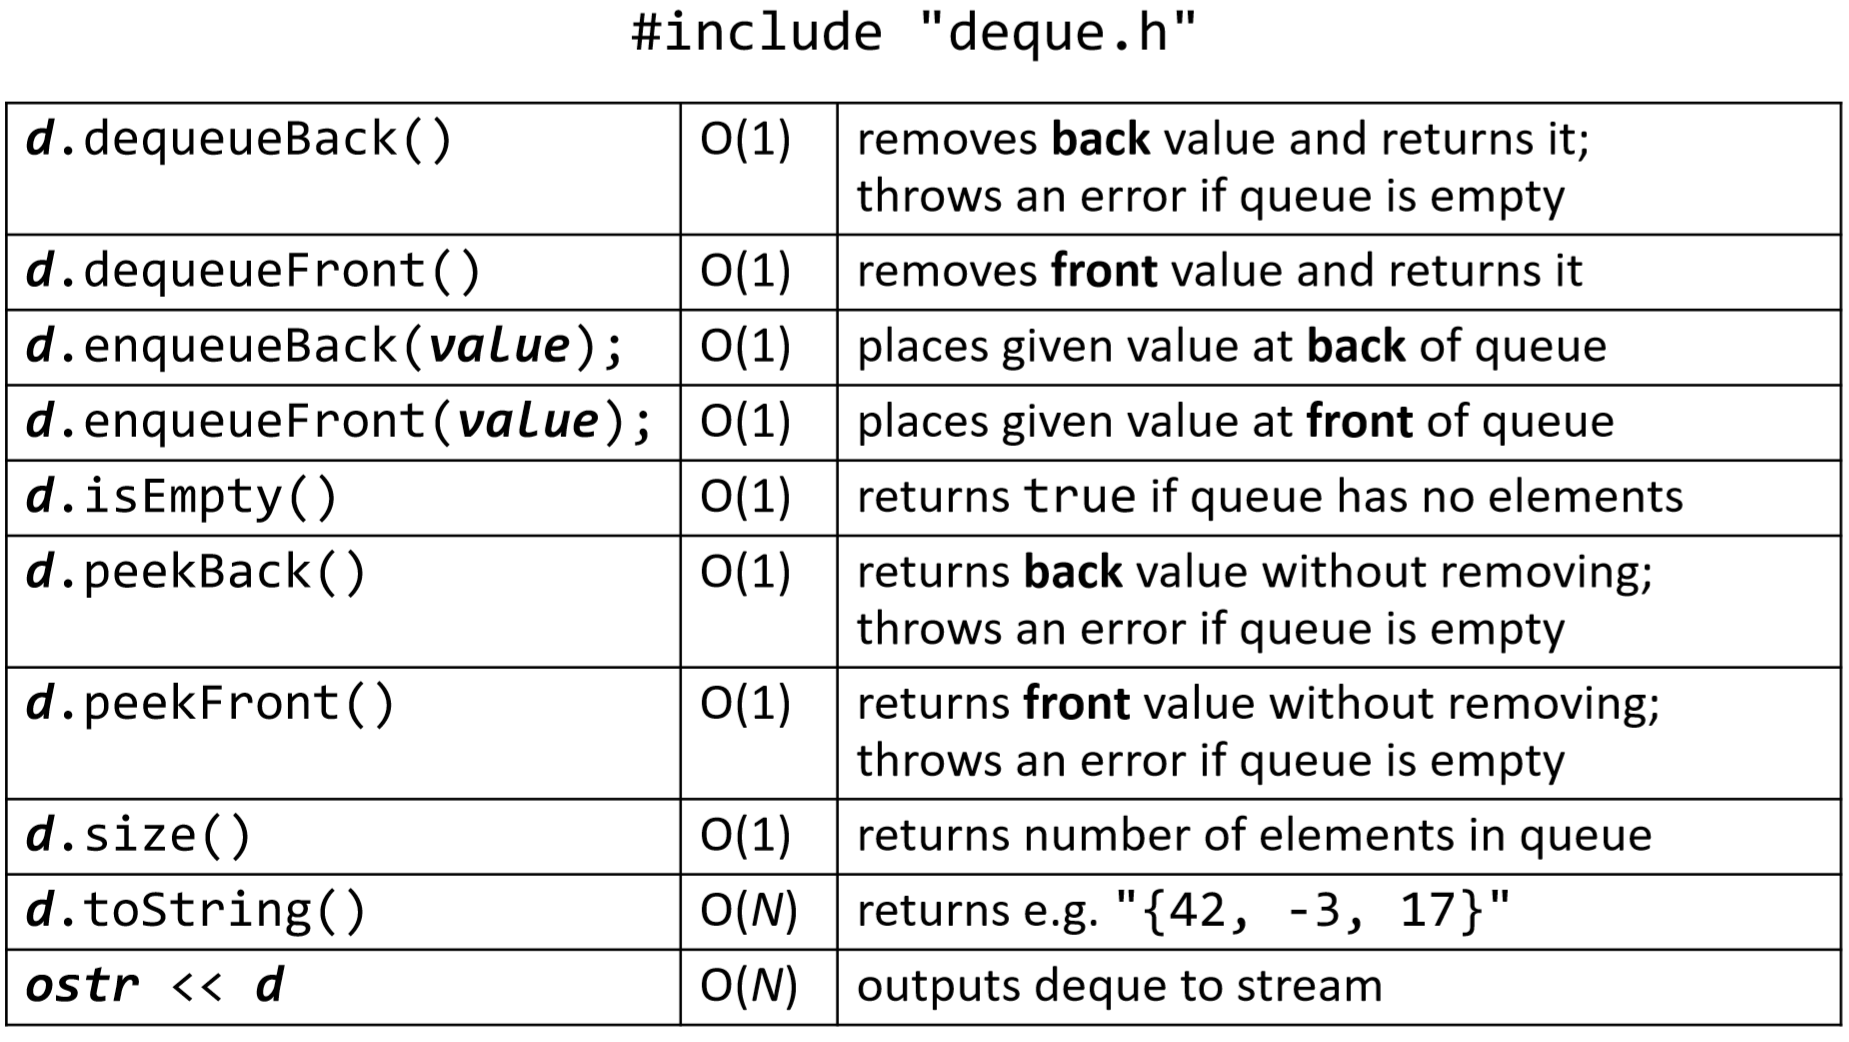 #include "deque.h"
d.dequeueBack() O(1) removes back value and returns it;
throws an error if queue is empty
d.dequeueFront() O(1) removes front value and returns it
d.enqueueBack(value); O(1) places given value at back of queue
d.enqueueFront(value); O(1) places given value at front of queue
d.isEmpty() O(1) returns true if queue has no elements
d.peekBack() O(1) returns back value without removing;
throws an error if queue is empty
d.peekFront() O(1) returns front value without removing;
throws an error if queue is empty
d.size() O(1) returns number of elements in queue
d.toString() O(N) returns e.g. "{42, -3, 17}"
ostr << d O(N) outputs deque to stream